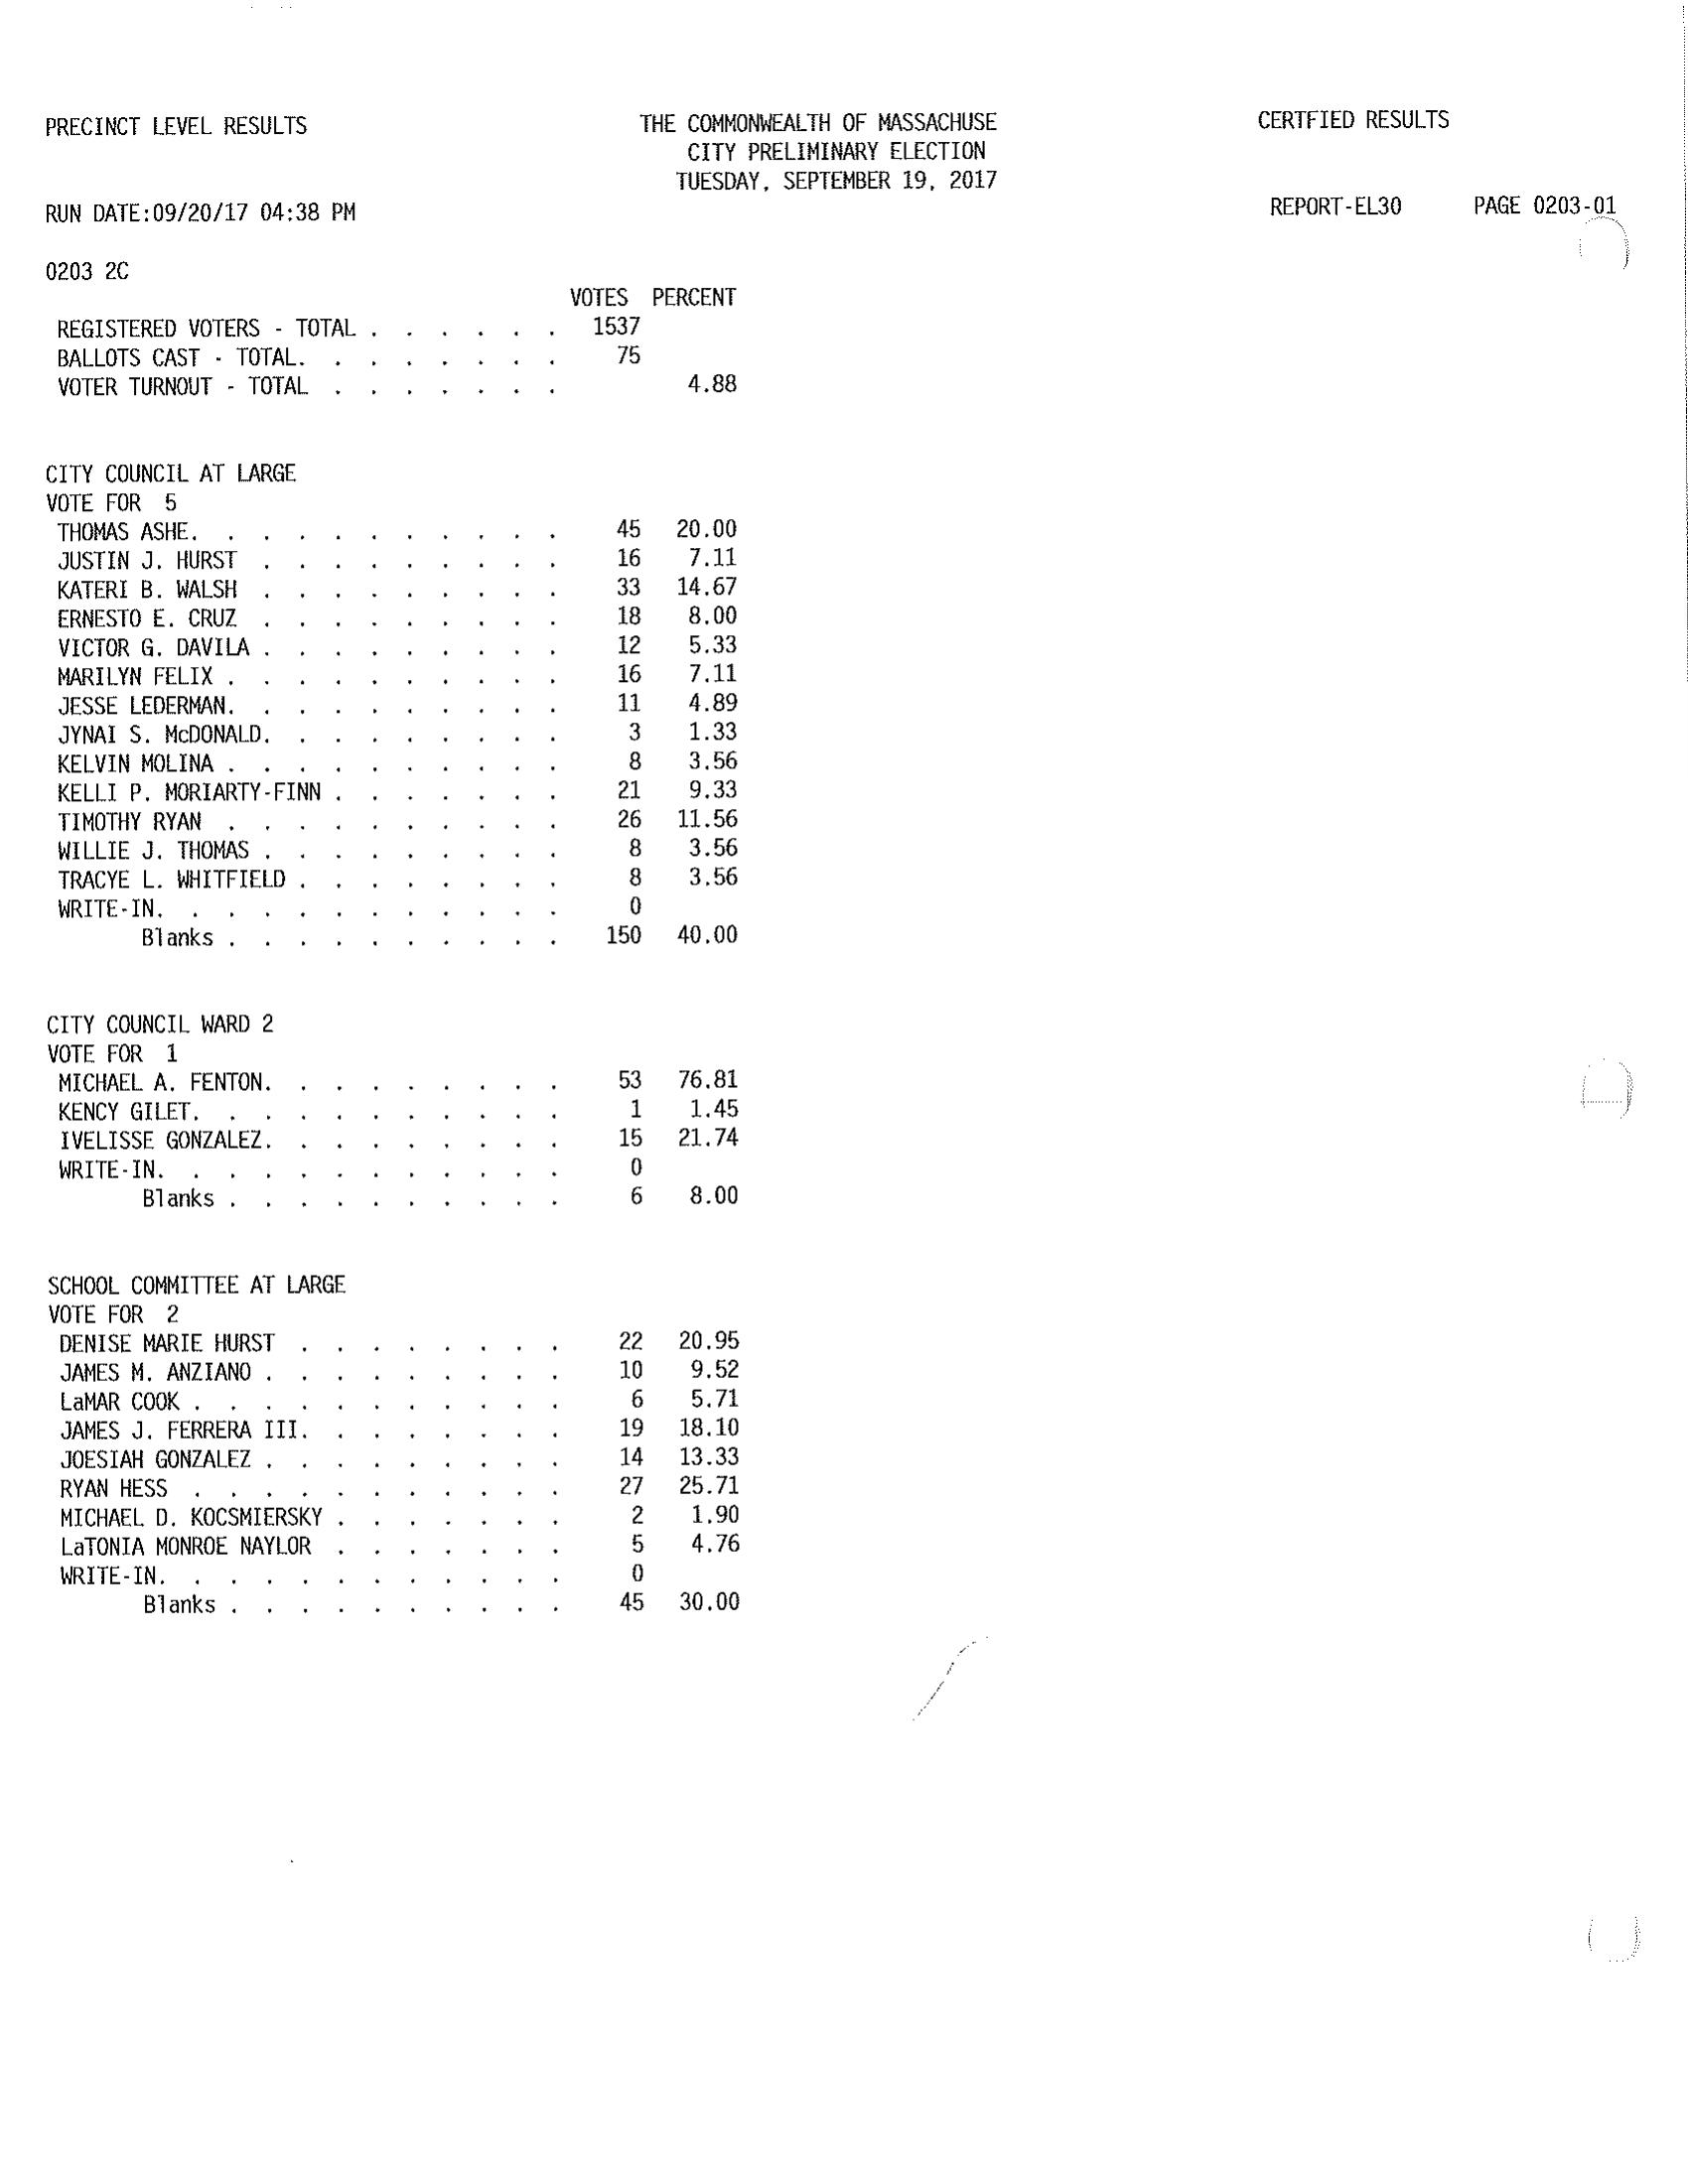 PRECINCT LEVEL RESULTS THE COMMONWEALTH OF MASSACHUSE CERTFIED RESULTS
CITY PRELIMINARY ELECTION
TUESDAY, SEPTEMBER 19, 2017
RUN DATE:09/20/17 04:38 PM REPORT-EL30 PAGE 0203-01
0203 2C
VOTES PERCENT
REGISTERED VOTERS - TOTAL . . . . . . 1537
BALLOTS CAST - TOTAL. . . . . . . . 75
VOTER TURNOUT - TOTAL . . . . . . . 4.88
CITY COUNCIL AT LARGE
VOTE FOR 5
THOMAS ASHE. . . . . . . . . . . 45 20.00
JUSTIN J. HURST . . . . . . . . . 16 7.11
KATERI B. WALSH . . . . . . . . . 33 14.67
ERNESTO E. CRUZ . . . . . . . . . 18 8.00
VICTOR G. DAVILA . . . . . . . . . 12 5.33
MARILYN FELIX . . . . . . . . . . 16 7.11
JESSE LEDERMAN. . . . . . . . . . 11 4.89
JYNAI S. McDONALD. . . . . . . . . 3 1.33
KELVIN MOLINA . . . . . . . . . . 8 3.56
KELLI P. MORIARTY-FINN . . . . . . . 21 9.33
TIMOTHY RYAN . . . . . . . . . . 26 11.56
WILLIE J. THOMAS . . . . . . . . . 8 3.56
TRACYE L. WHITFIELD . . . . . . . . 8 3.56
WRITE-IN. . . . . . . . . . . . 0
Blanks . . . . . . . . . . 150 40.00
CITY COUNCIL WARD 2
VOTE FOR 1
MICHAEL A. FENTON. . . . . . . . . 53 76.81
KENCY GILET. . . . . . . . . . . 1 1.45
IVELISSE GONZALEZ. . . . . . . . . 15 21.74
WRITE-IN. . . . . . . . . . . . 0
Blanks . . . . . . . . . . 6 8.00
SCHOOL COMMITTEE AT LARGE
VOTE FOR 2
DENISE MARIE HURST . . . . . . . . 22 20.95
JAMES M. ANZIANO . . . . . . . . . 10 9.52
LaMAR COOK . . . . . . . . . . . 6 5.71
JAMES J. FERRERA III. . . . . . . . 19 18.10
JOESIAH GONZALEZ . . . . . . . . . 14 13.33
RYAN HESS . . . . . . . . . . . 27 25.71
MICHAEL D. KOCSMIERSKY . . . . . . . 2 1.90
LaTONIA MONROE NAYLOR . . . . . . . 5 4.76
WRITE-IN. . . . . . . . . . . . 0
Blanks . . . . . . . . . . 45 30.00